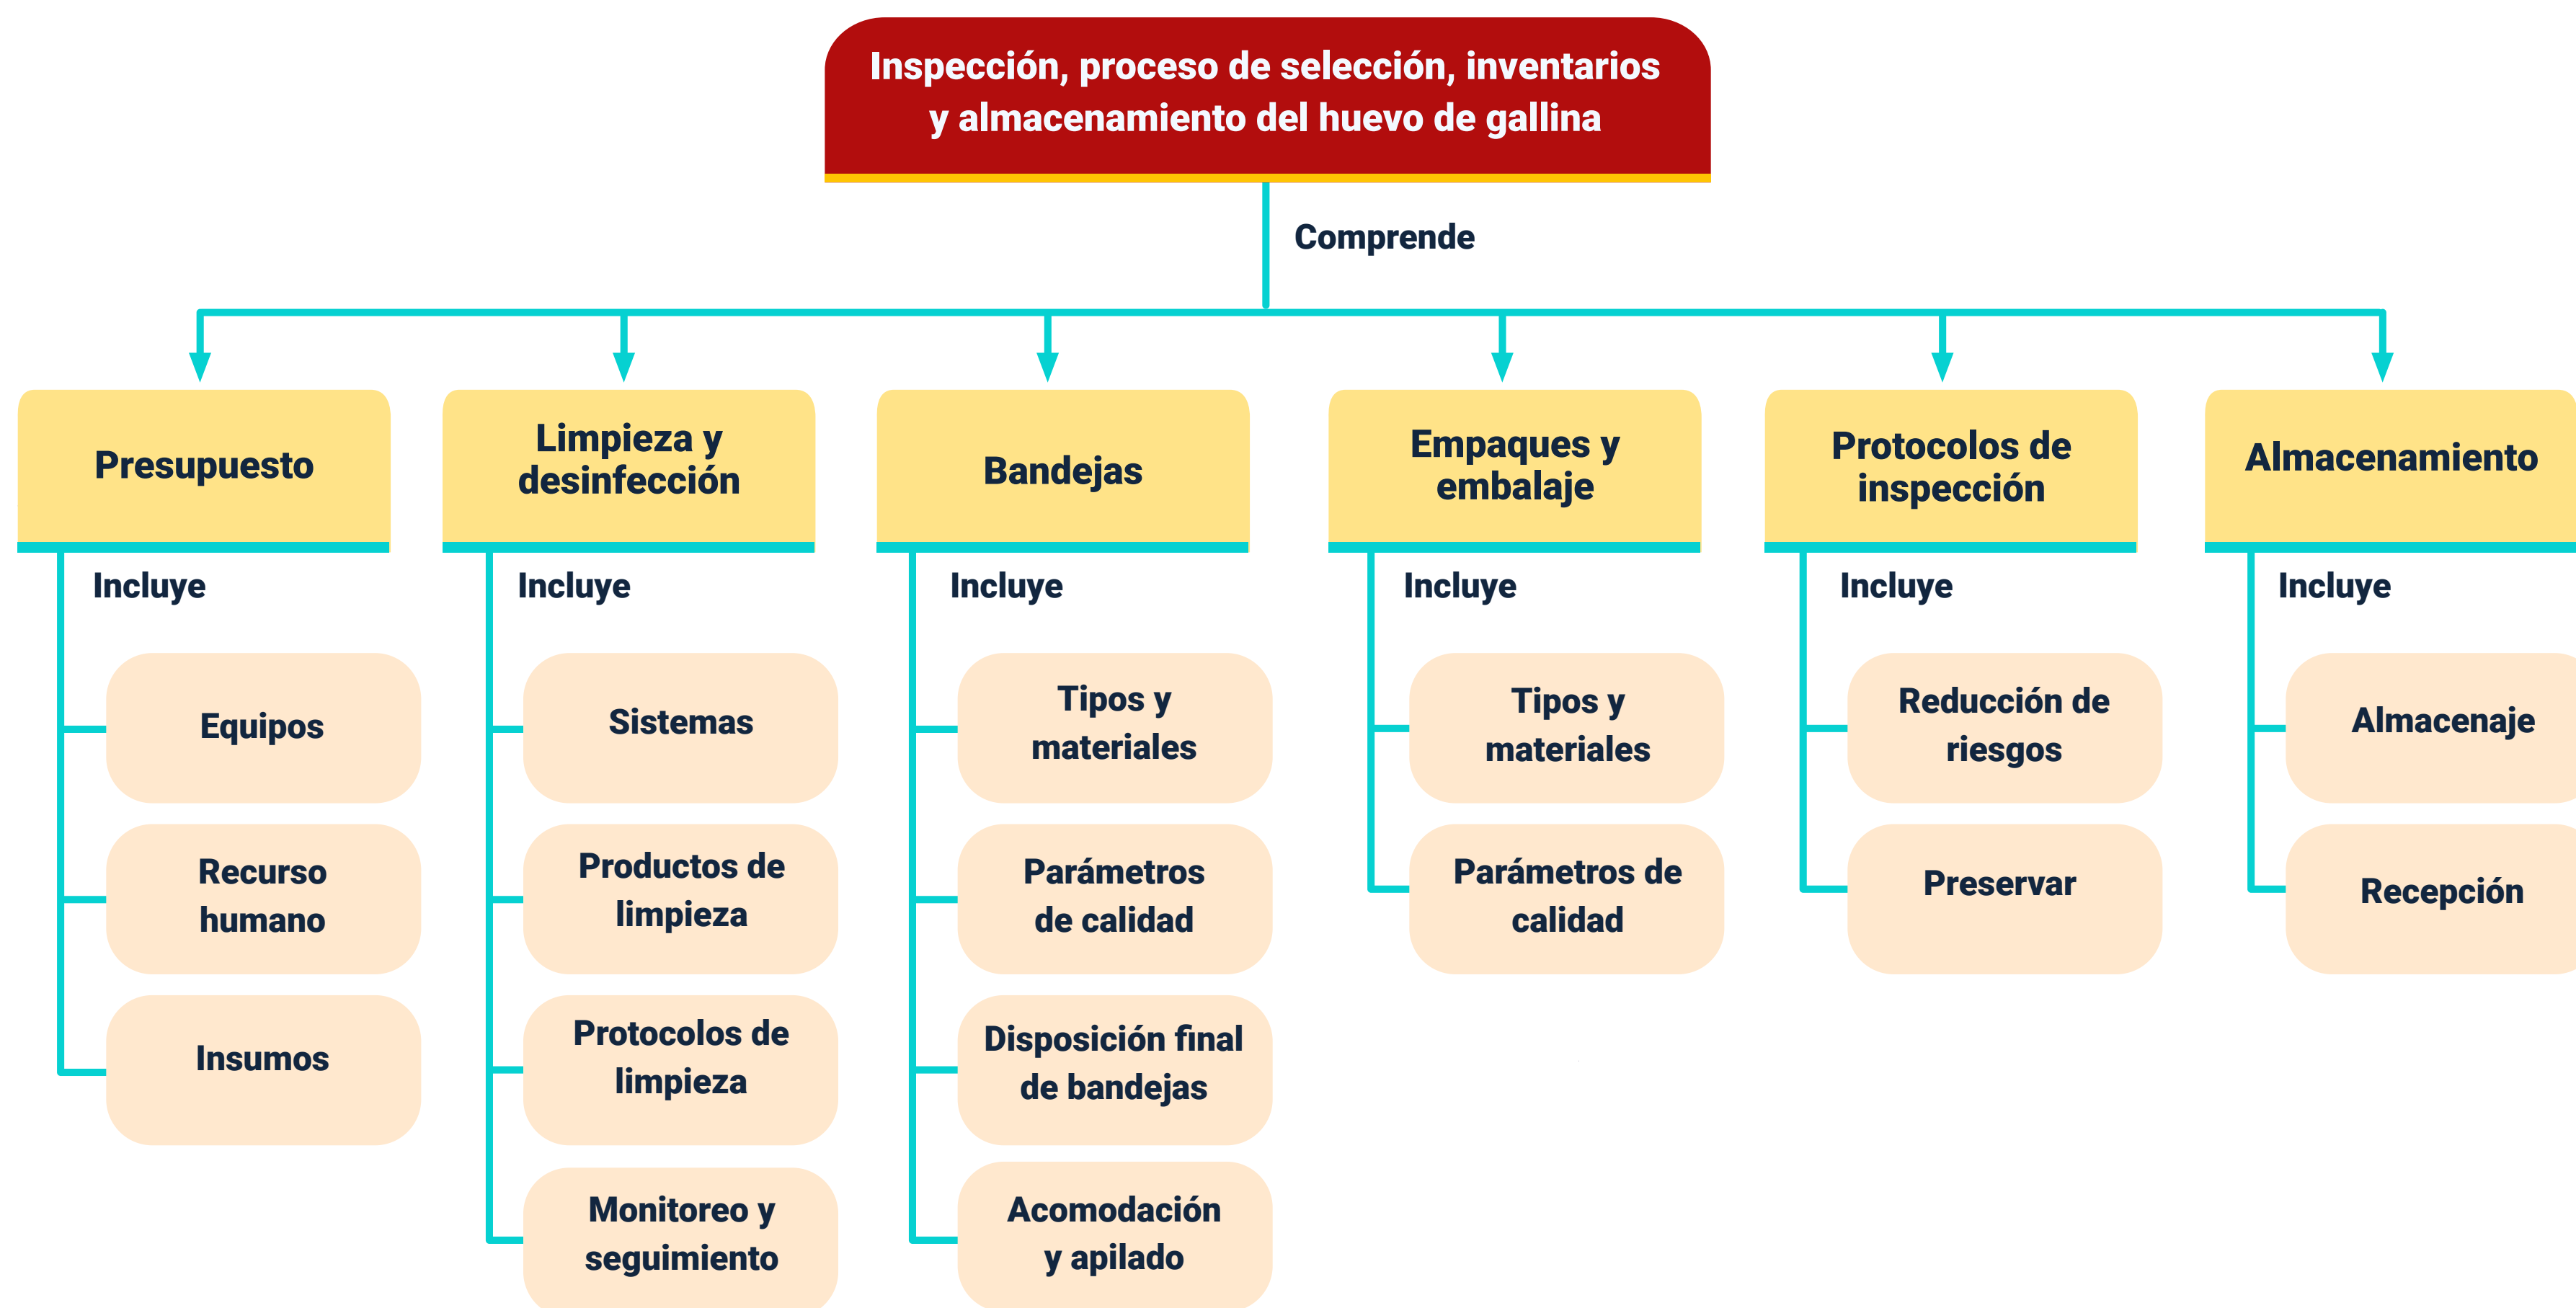 Inspección, proceso de selección, inventarios
y almacenamiento del huevo de gallina
Comprende
Presupuesto
Incluye
Equipos
Recurso
humano
Insumos
Limpieza y
desinfección
Incluye
Sistemas
Productos de
limpieza
Protocolos de
limpieza
Monitoreo y
seguimiento
Bandejas
Incluye
Tipos y
materiales
Parámetros
de calidad
Disposición final
de bandejas
Acomodación
y apilado
Empaques y
embalaje
Incluye
Tipos y
materiales
Parámetros de
calidad
Protocolos de
inspección
Incluye
Reducción de
riesgos
Preservar
Almacenamiento
Incluye
Almacenaje
Recepción